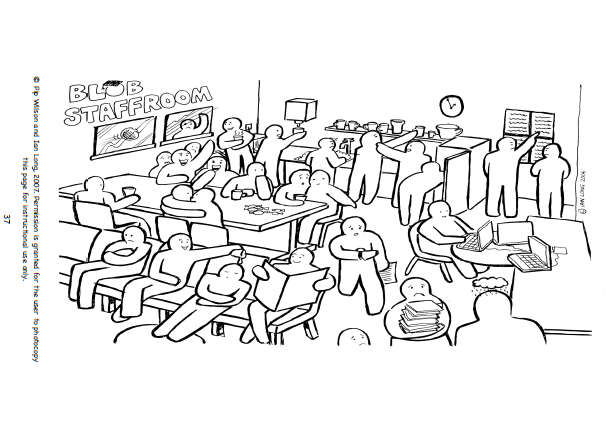 BLOB
STAFFROOM
© Pip Wilson and Ian Long, 2007. Permission is granted for the user to photocopy
this page for instructional use only.
37